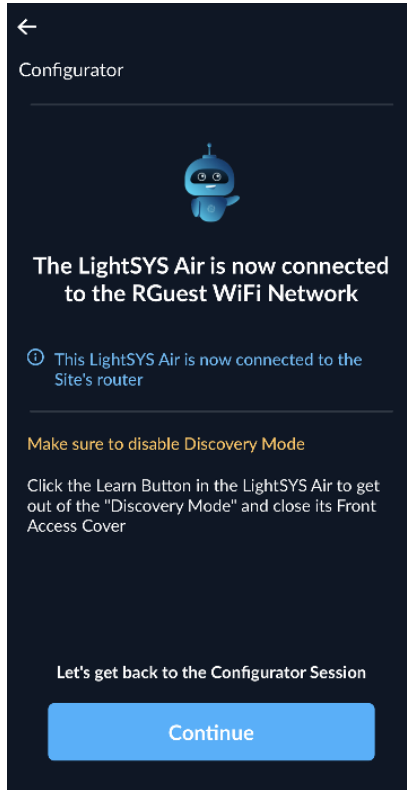 Configurator
The LightSYS Air is now connected
to the RGuest WiFi Network
This LightSYS Air is now connected to the
Site's router
Make sure to disable Discovery Mode
Click the Learn Button in the LightSYS Air to get
out of the "Discovery Mode" and close its Front
Access Cover
Let's get back to the Configurator Session
Continue